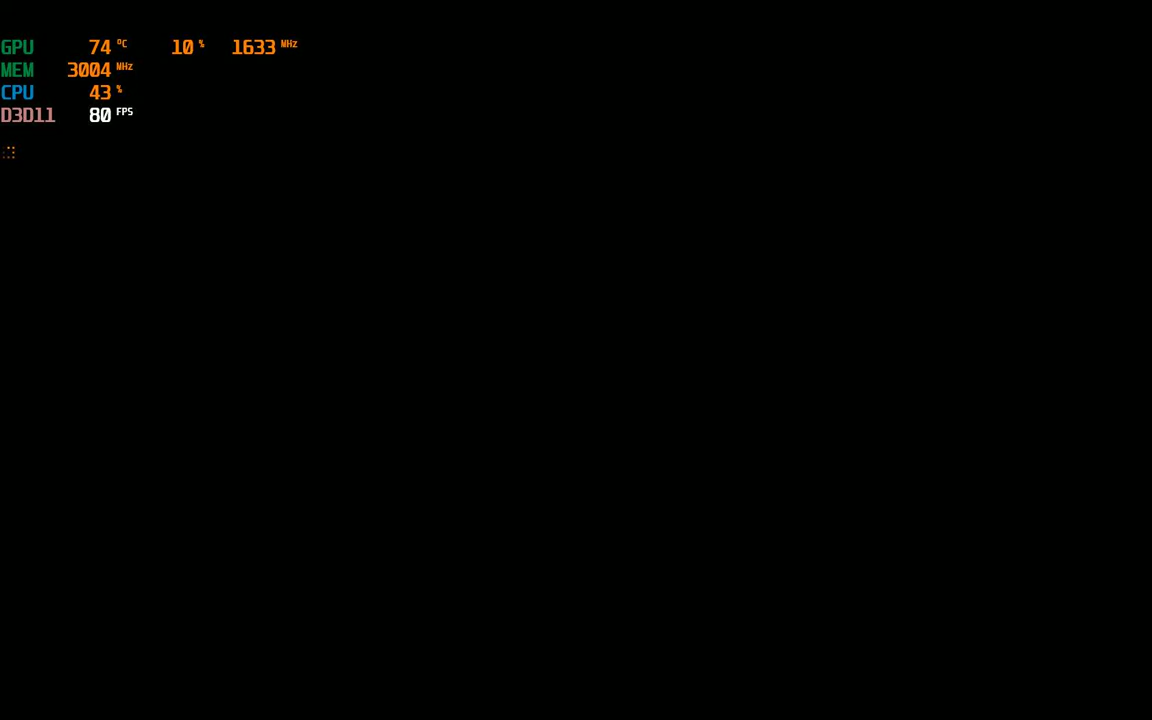 GPU 74 °C 10 % 1633 MHz
MEM 3004 MHz
CPU 43 %
D3D11 80 FPS